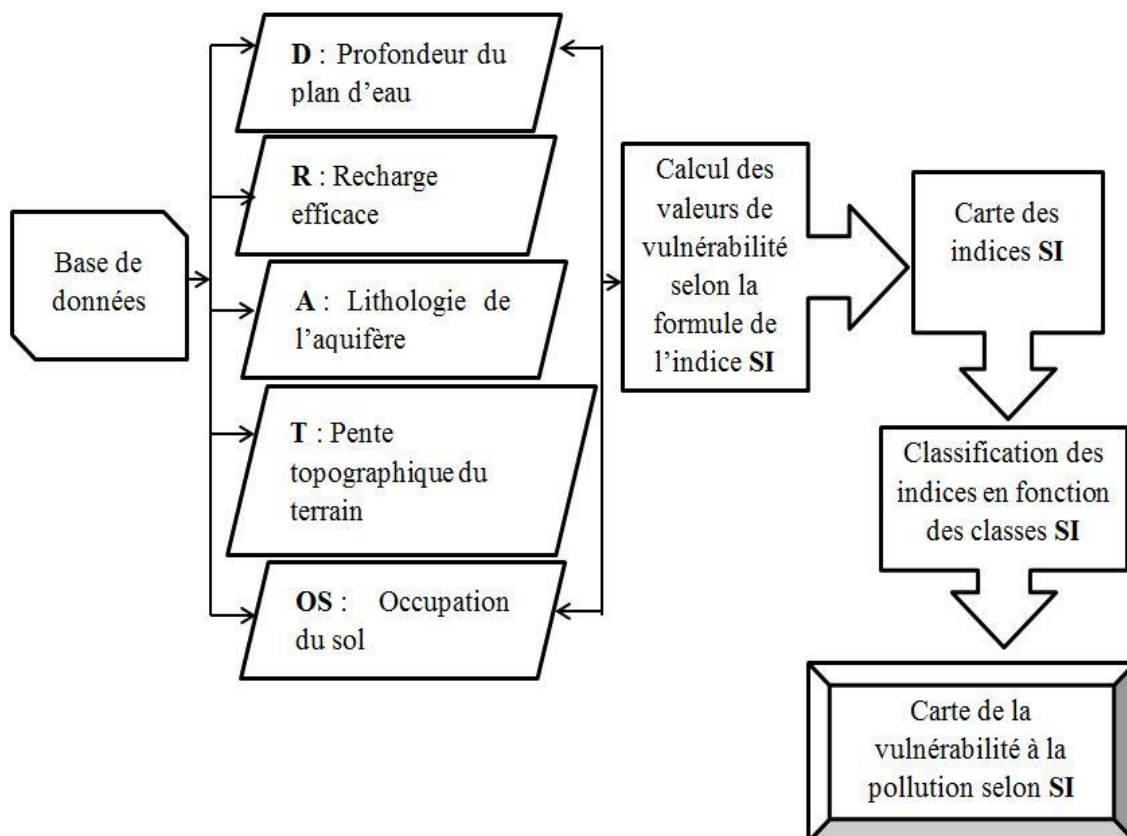 Base de
données
D : Profondeur du
plan d’eau
R : Recharge
efficace
A : Lithologie de
l’aquifère
T : Pente
topographique du
terrain
OS : Occupation
du sol
Calcul des
valeurs de
vulnérabilité
selon la
formule de
l’indice SI
Carte des
indices SI
Classification des
indices en fonction
des classes SI
Carte de la
vulnérabilité à la
pollution selon SI